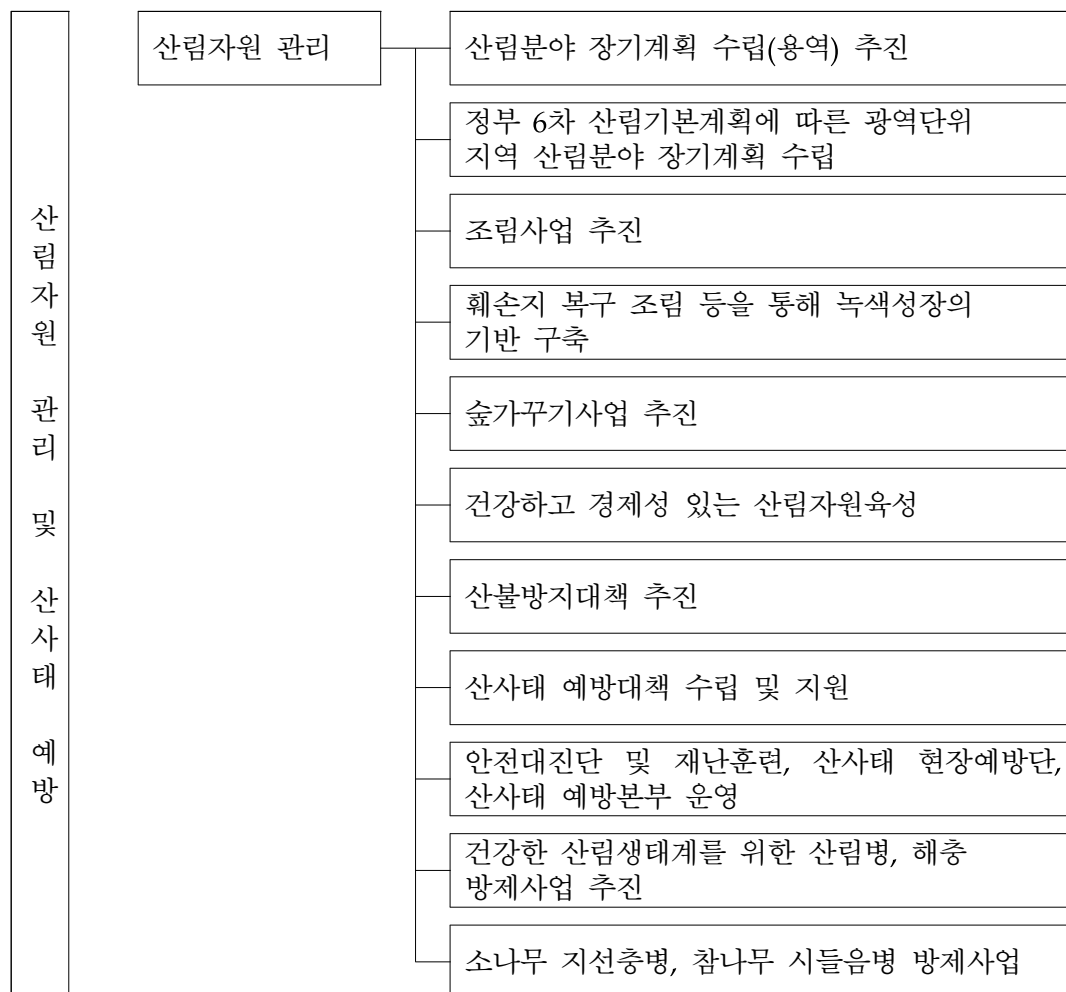 산림자원 관리 및 산사태 예방
산림자원 관리
산림분야 장기계획 수립(용역) 추진
정부 6차 산림기본계획에 따른 광역단위
지역 산림분야 장기계획 수립
조림사업 추진
훼손지 복구 조림 등을 통해 녹색성장의
기반 구축
숲가꾸기사업 추진
건강하고 경제성 있는 산림자원육성
산불방지대책 추진
산사태 예방대책 수립 및 지원
안전대진단 및 재난훈련, 산사태 현장예방단,
산사태 예방본부 운영
건강한 산림생태계를 위한 산림병, 해충
방제사업 추진
소나무 지선충병, 참나무 시들음병 방제사업